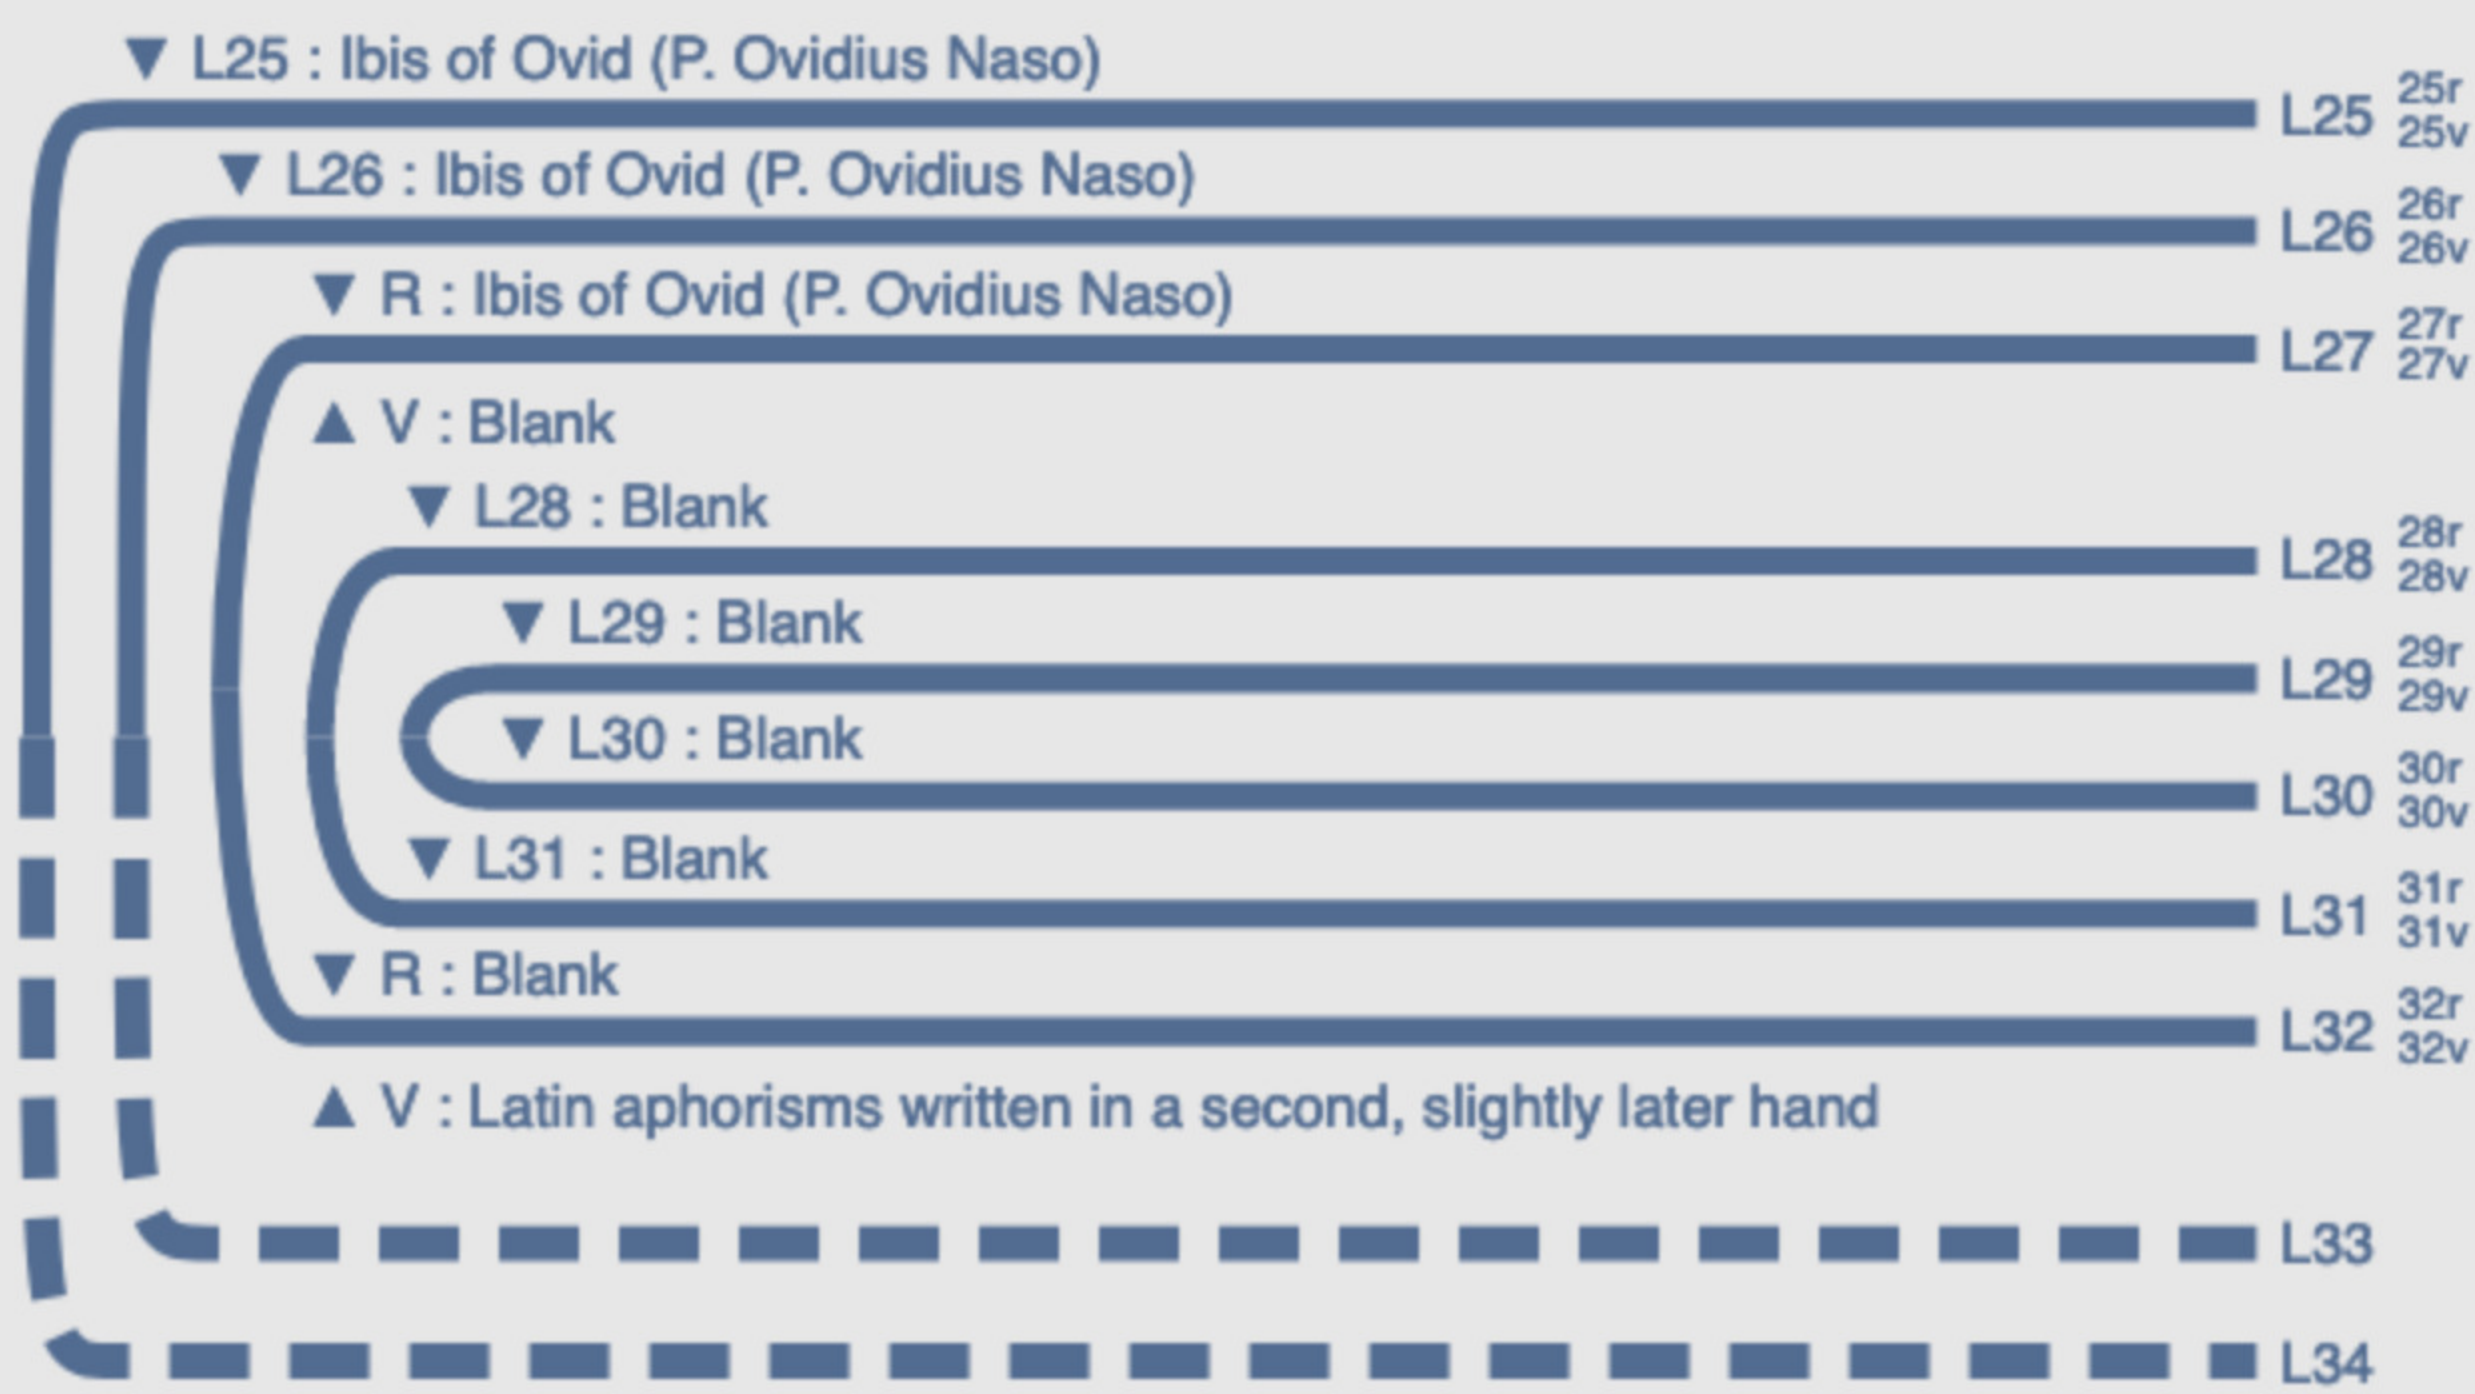 ▼ L25 : Ibis of Ovid (P. Ovidius Naso)
25r
L25
25v
▼ L26 : Ibis of Ovid (P. Ovidius Naso)
26r
L26
26v
▼ R : Ibis of Ovid (P. Ovidius Naso)
27r
L27
27v
▲ V : Blank
▼ L28 : Blank
28r
L28
28v
▼ L29 : Blank
29r
L29
29v
▼ L30 : Blank
30r
L30
30v
▼ L31 : Blank
31r
L31
31v
▼ R : Blank
32r
L32
32v
▲ V : Latin aphorisms written in a second, slightly later hand
L33
L34